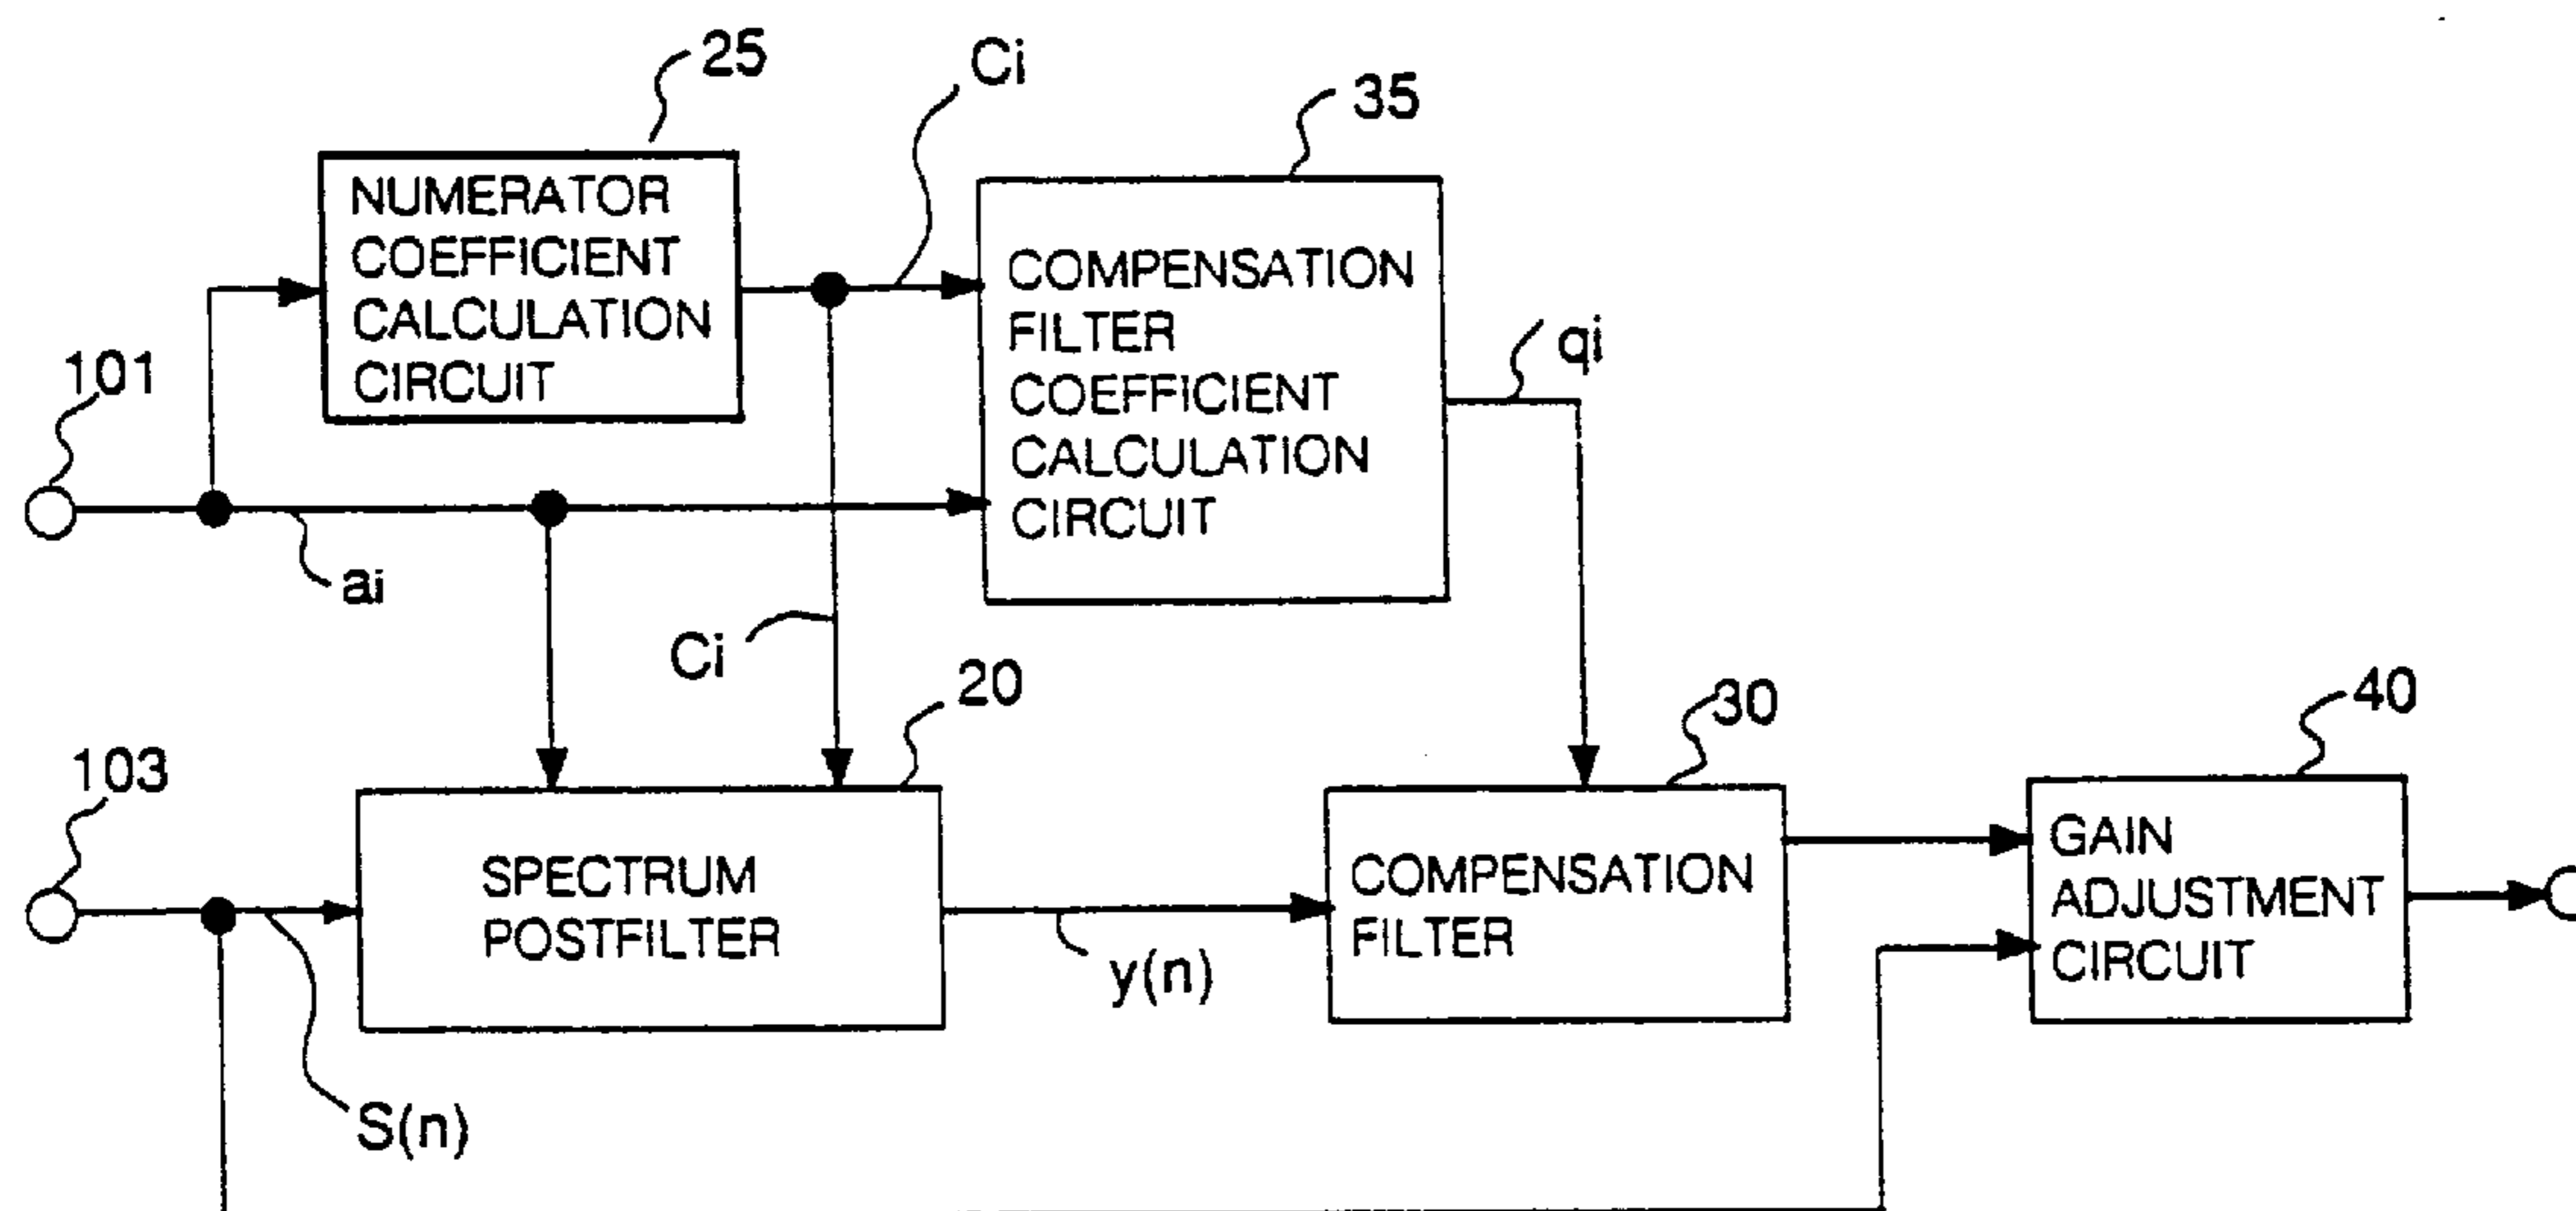 25
Ci
35
NUMERATOR
COEFFICIENT
CALCULATION
CIRCUIT
COMPENSATION
FILTER
COEFFICIENT
CALCULATION
CIRCUIT
qi
101
ai
Ci
20
30
40
103
SPECTRUM
POSTFILTER
COMPENSATION
FILTER
GAIN
ADJUSTMENT
CIRCUIT
y(n)
S(n)